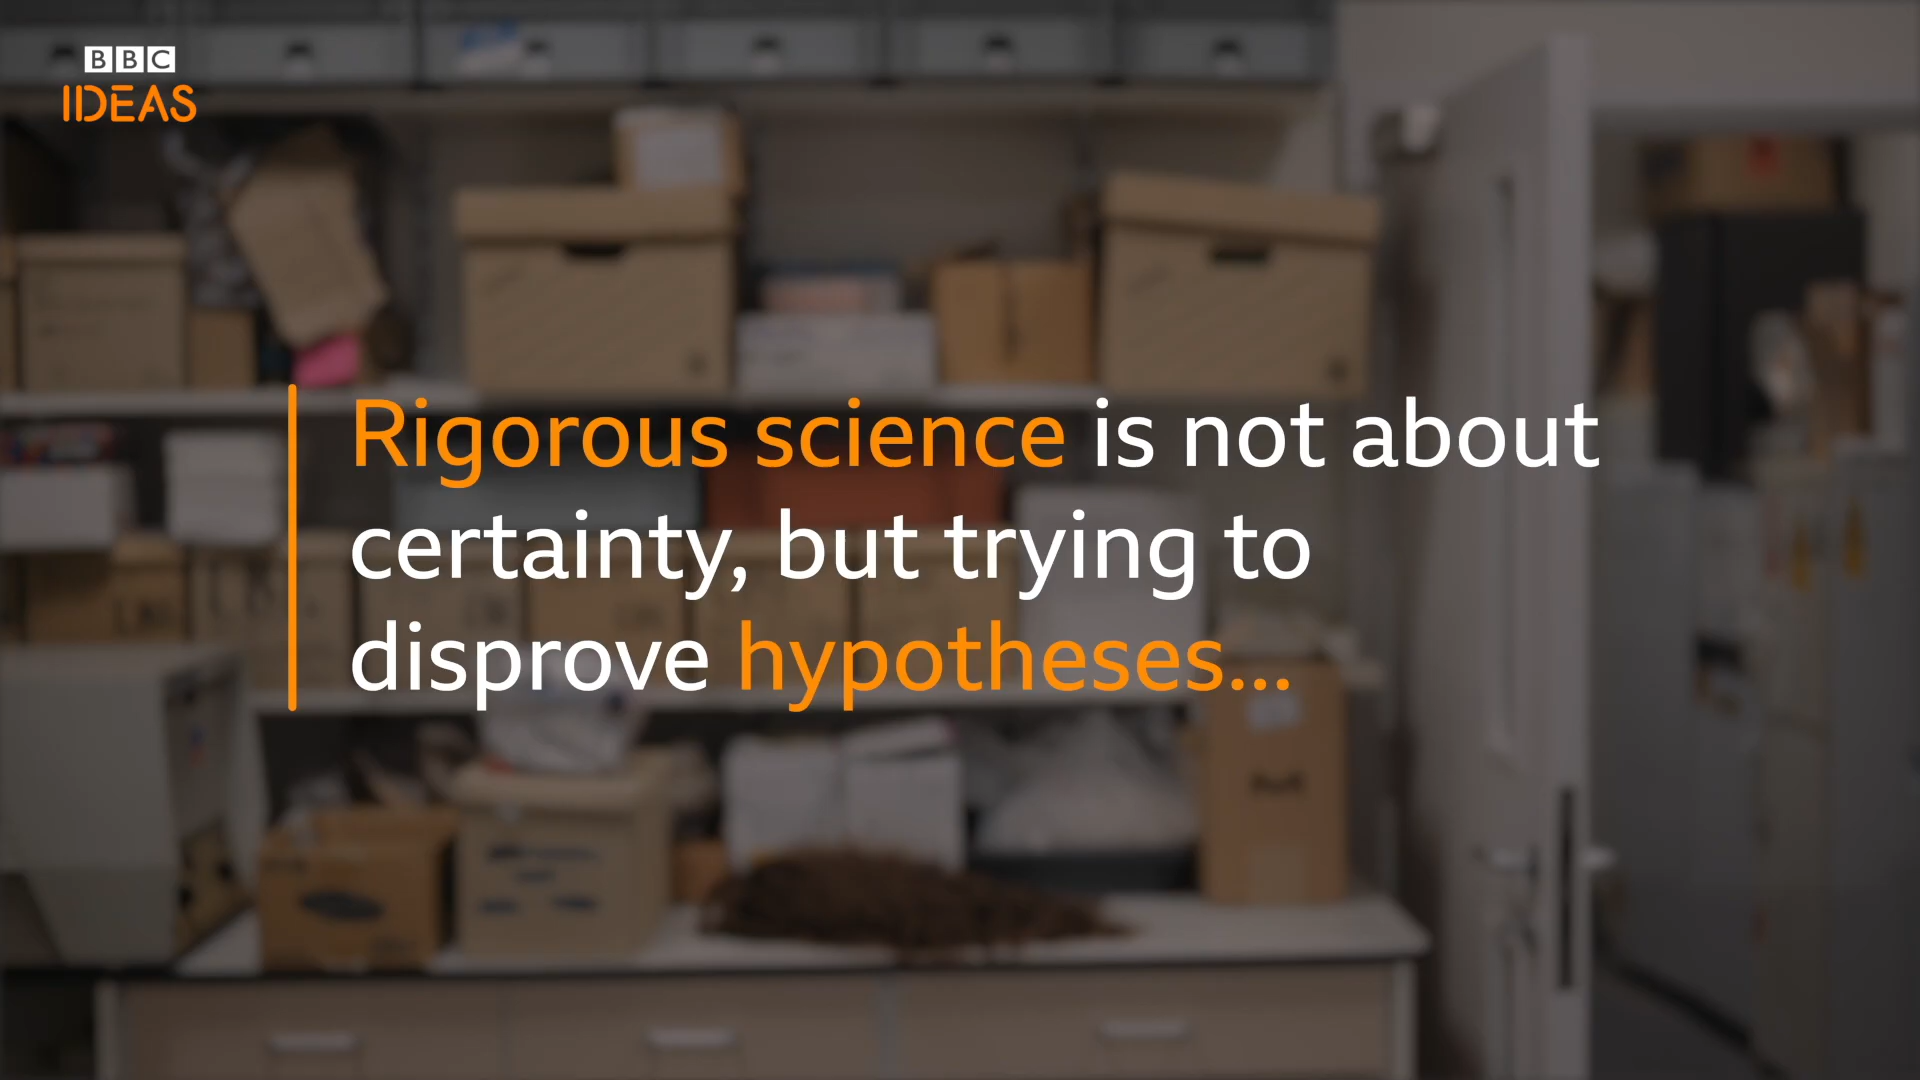 BBC
IDEAS
Rigorous science is not about
certainty, but trying to
disprove hypotheses...